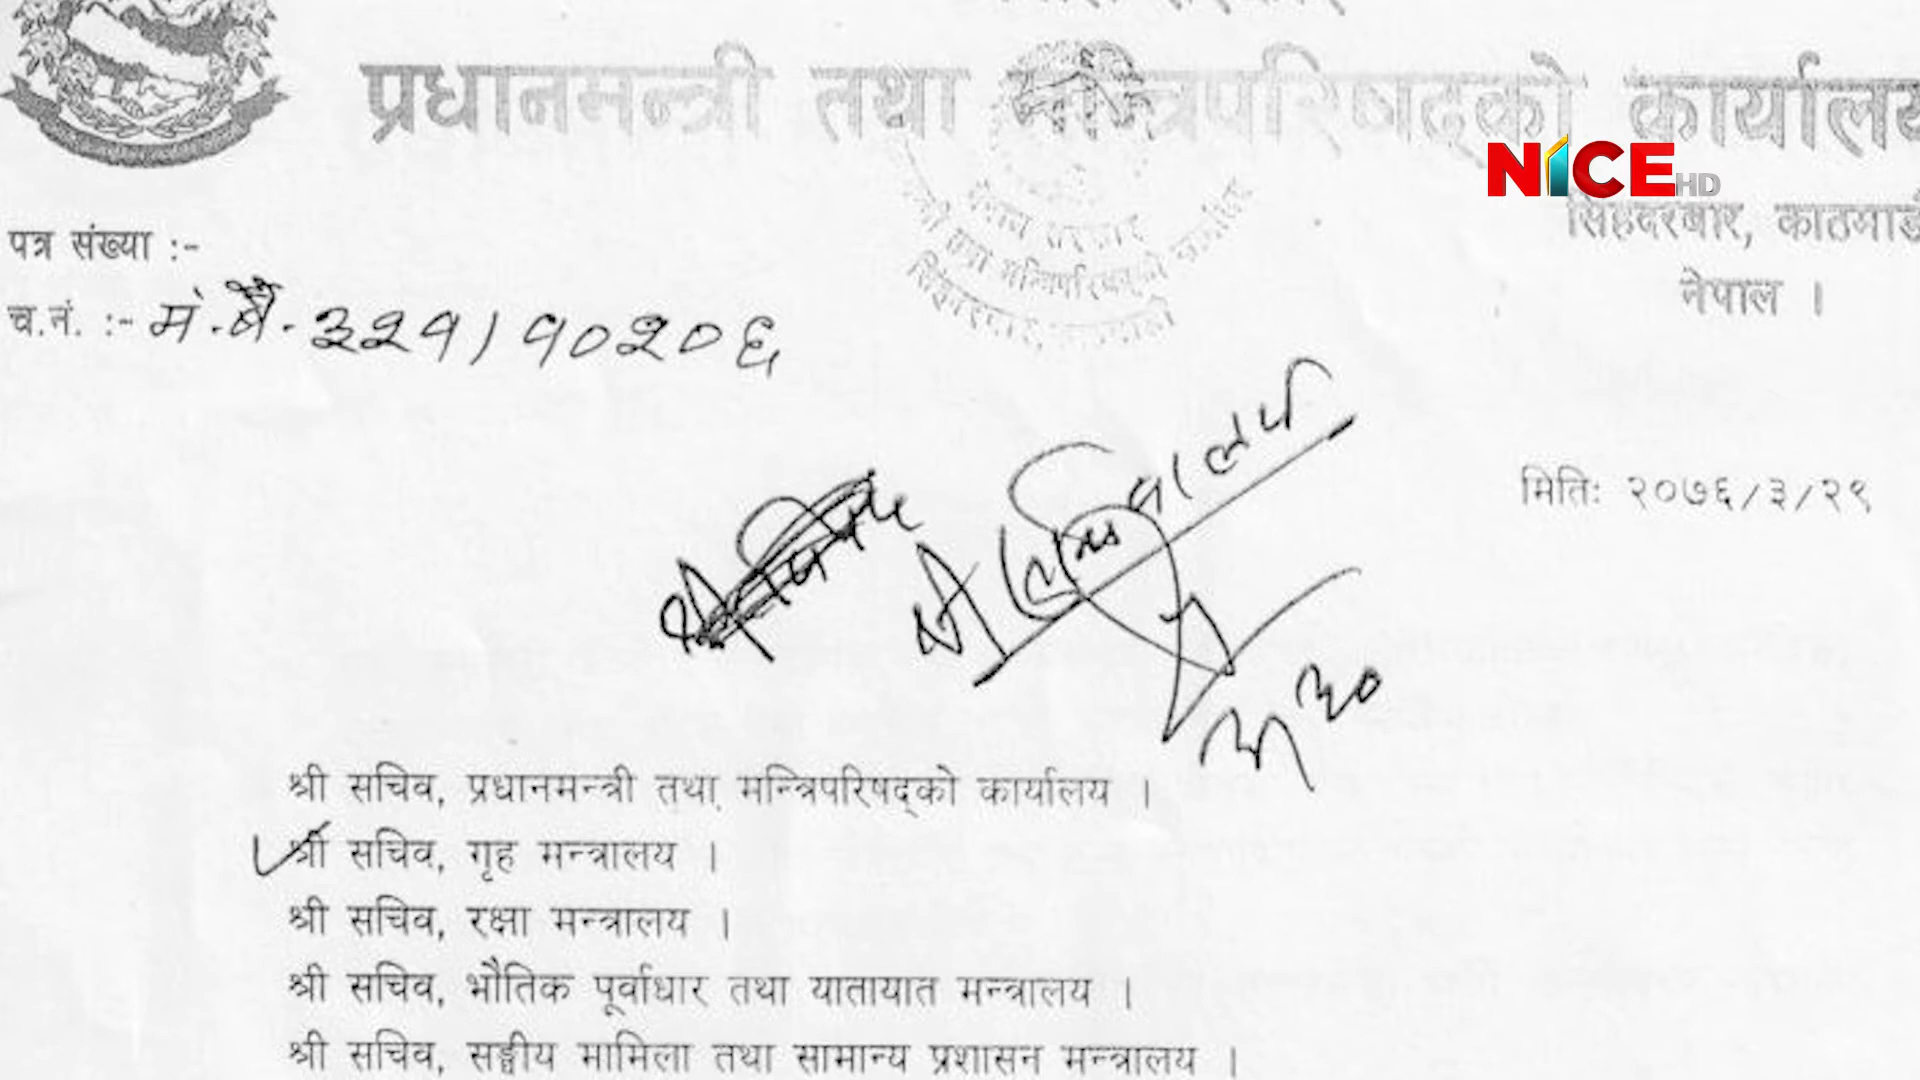 प्रधानमन्त्री तथा मन्त्रिपरिषद्को कार्यालय
NICE HD
सिंहदरबार, काठमाडौं
नेपाल ।
नेपाल सरकार
पत्र संख्या :-
च.नं. :- मं.बै. ३२१/१०२०६
मितिः २०७६/३/२९
श्री सचिव, प्रधानमन्त्री तथा मन्त्रिपरिषद्को कार्यालय ।
श्री सचिव, गृह मन्त्रालय ।
श्री सचिव, रक्षा मन्त्रालय ।
श्री सचिव, भौतिक पूर्वाधार तथा यातायात मन्त्रालय ।
श्री सचिव, सङ्घीय मामिला तथा सामान्य प्रशासन मन्त्रालय ।